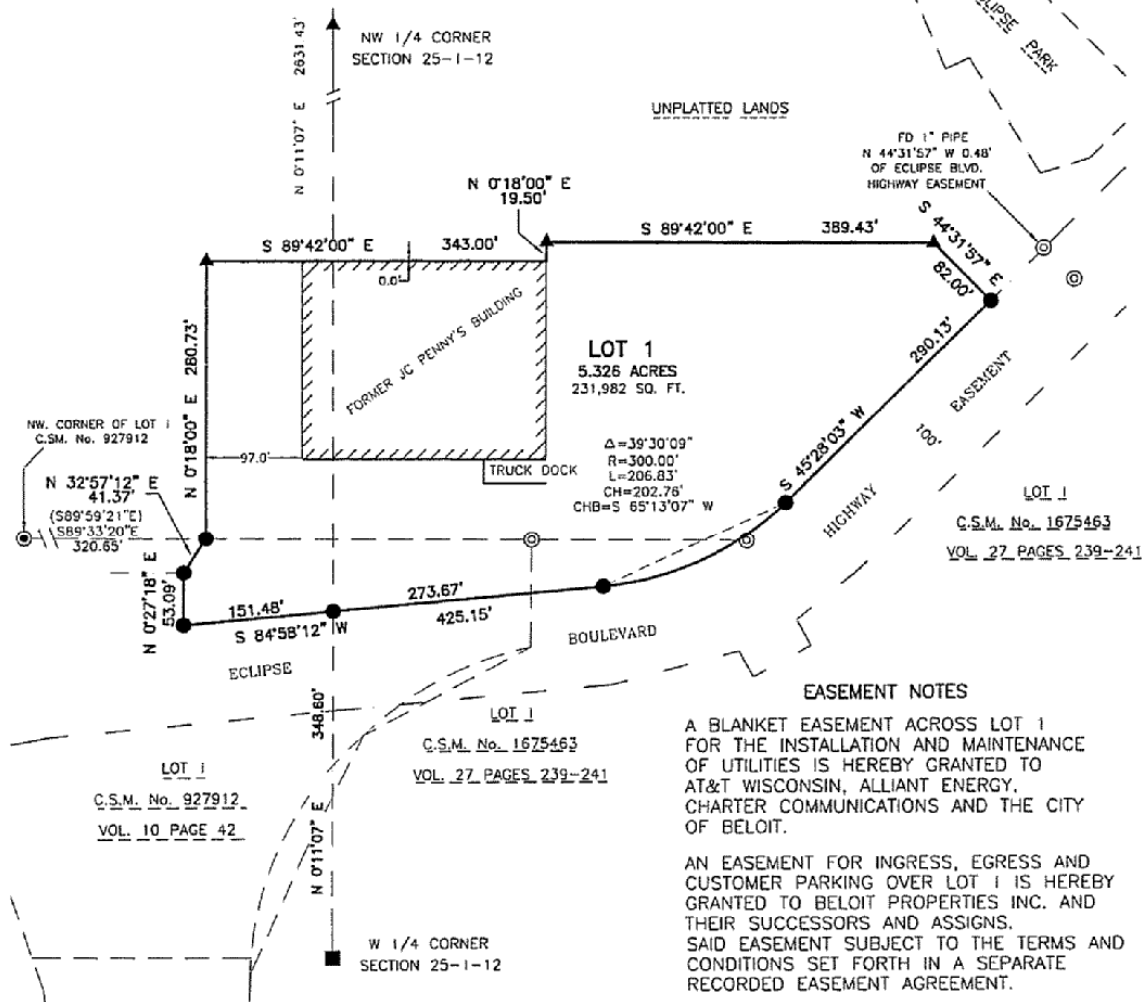 ECLIPSE PARK
N 0°11'07" E 2631.43'
NW 1/4 CORNER
SECTION 25-1-12
UNPLATTED LANDS
FD 1" PIPE
N 44°31'57" W 0.48'
OF ECLIPSE BLVD.
HIGHWAY EASEMENT
N 0°18'00" E
19.50'
S 89°42'00" E 343.00'
S 89°42'00" E 389.43'
S 44°31'57" E
82.00'
0.0'
FORMER JC PENNY'S BUILDING
LOT 1
5.326 ACRES
231,982 SQ. FT.
290.13'
S 45°28'03" W
N 0°18'00" E 280.73'
97.0'
TRUCK DOCK
Δ=39°30'09"
R=300.00'
L=206.83'
CH=202.76'
CHB=S 65°13'07" W
100'
HIGHWAY EASEMENT
NW. CORNER OF LOT 1
C.S.M. No. 927912
N 32°57'12" E
41.37'
(S89°59'21"E)
S89°33'20"E
320.65'
LOT 1
C.S.M. No. 1675463
VOL. 27 PAGES 239-241
N 0°27'18" E
53.09'
151.48'
273.67'
S 84°58'12" W
425.15'
ECLIPSE BOULEVARD
N 0°11'07" E 348.60'
LOT 1
C.S.M. No. 1675463
VOL. 27 PAGES 239-241
LOT 1
C.S.M. No. 927912
VOL. 10 PAGE 42
W 1/4 CORNER
SECTION 25-1-12
EASEMENT NOTES
A BLANKET EASEMENT ACROSS LOT 1
FOR THE INSTALLATION AND MAINTENANCE
OF UTILITIES IS HEREBY GRANTED TO
AT&T WISCONSIN, ALLIANT ENERGY,
CHARTER COMMUNICATIONS AND THE CITY
OF BELOIT.
AN EASEMENT FOR INGRESS, EGRESS AND
CUSTOMER PARKING OVER LOT 1 IS HEREBY
GRANTED TO BELOIT PROPERTIES INC. AND
THEIR SUCCESSORS AND ASSIGNS.
SAID EASEMENT SUBJECT TO THE TERMS AND
CONDITIONS SET FORTH IN A SEPARATE
RECORDED EASEMENT AGREEMENT.